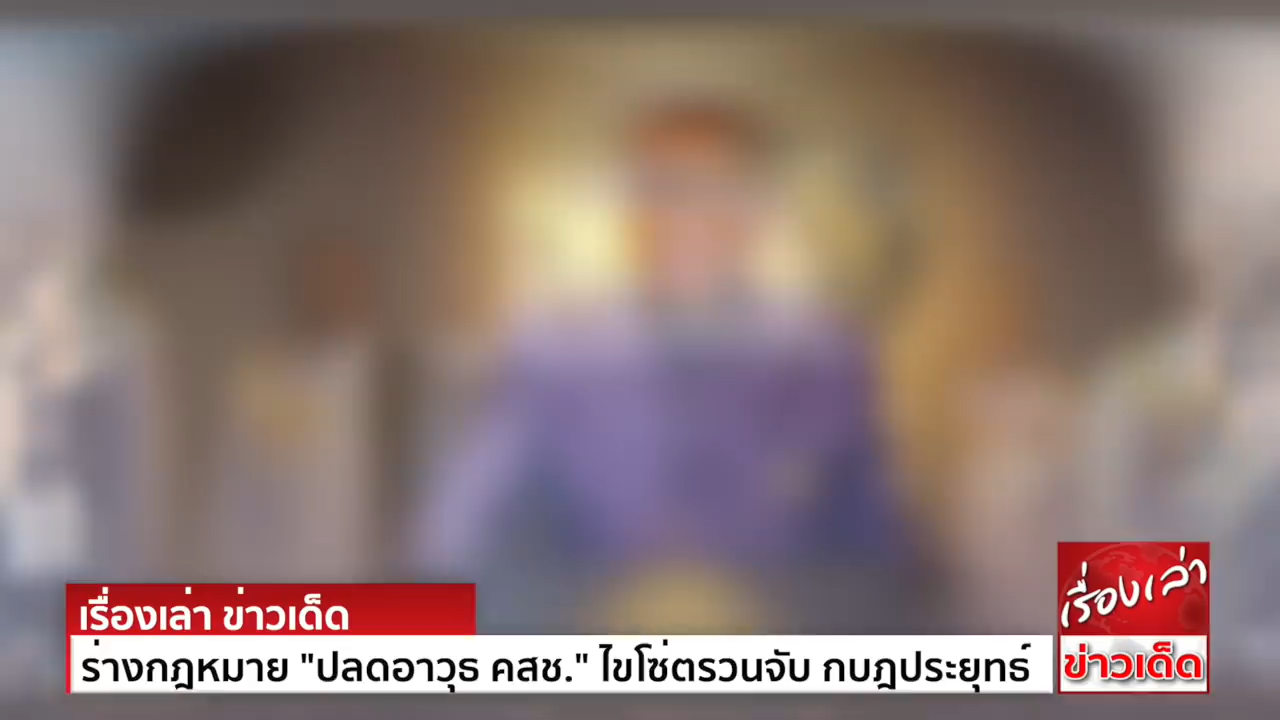 เรื่องเล่า ข่าวเด็ด
ร่างกฎหมาย "ปลดอาวุธ คสช." ไขโซ่ตรวนจับ กบฎประยุทธ์
เรื่องเล่า
ข่าวเด็ด